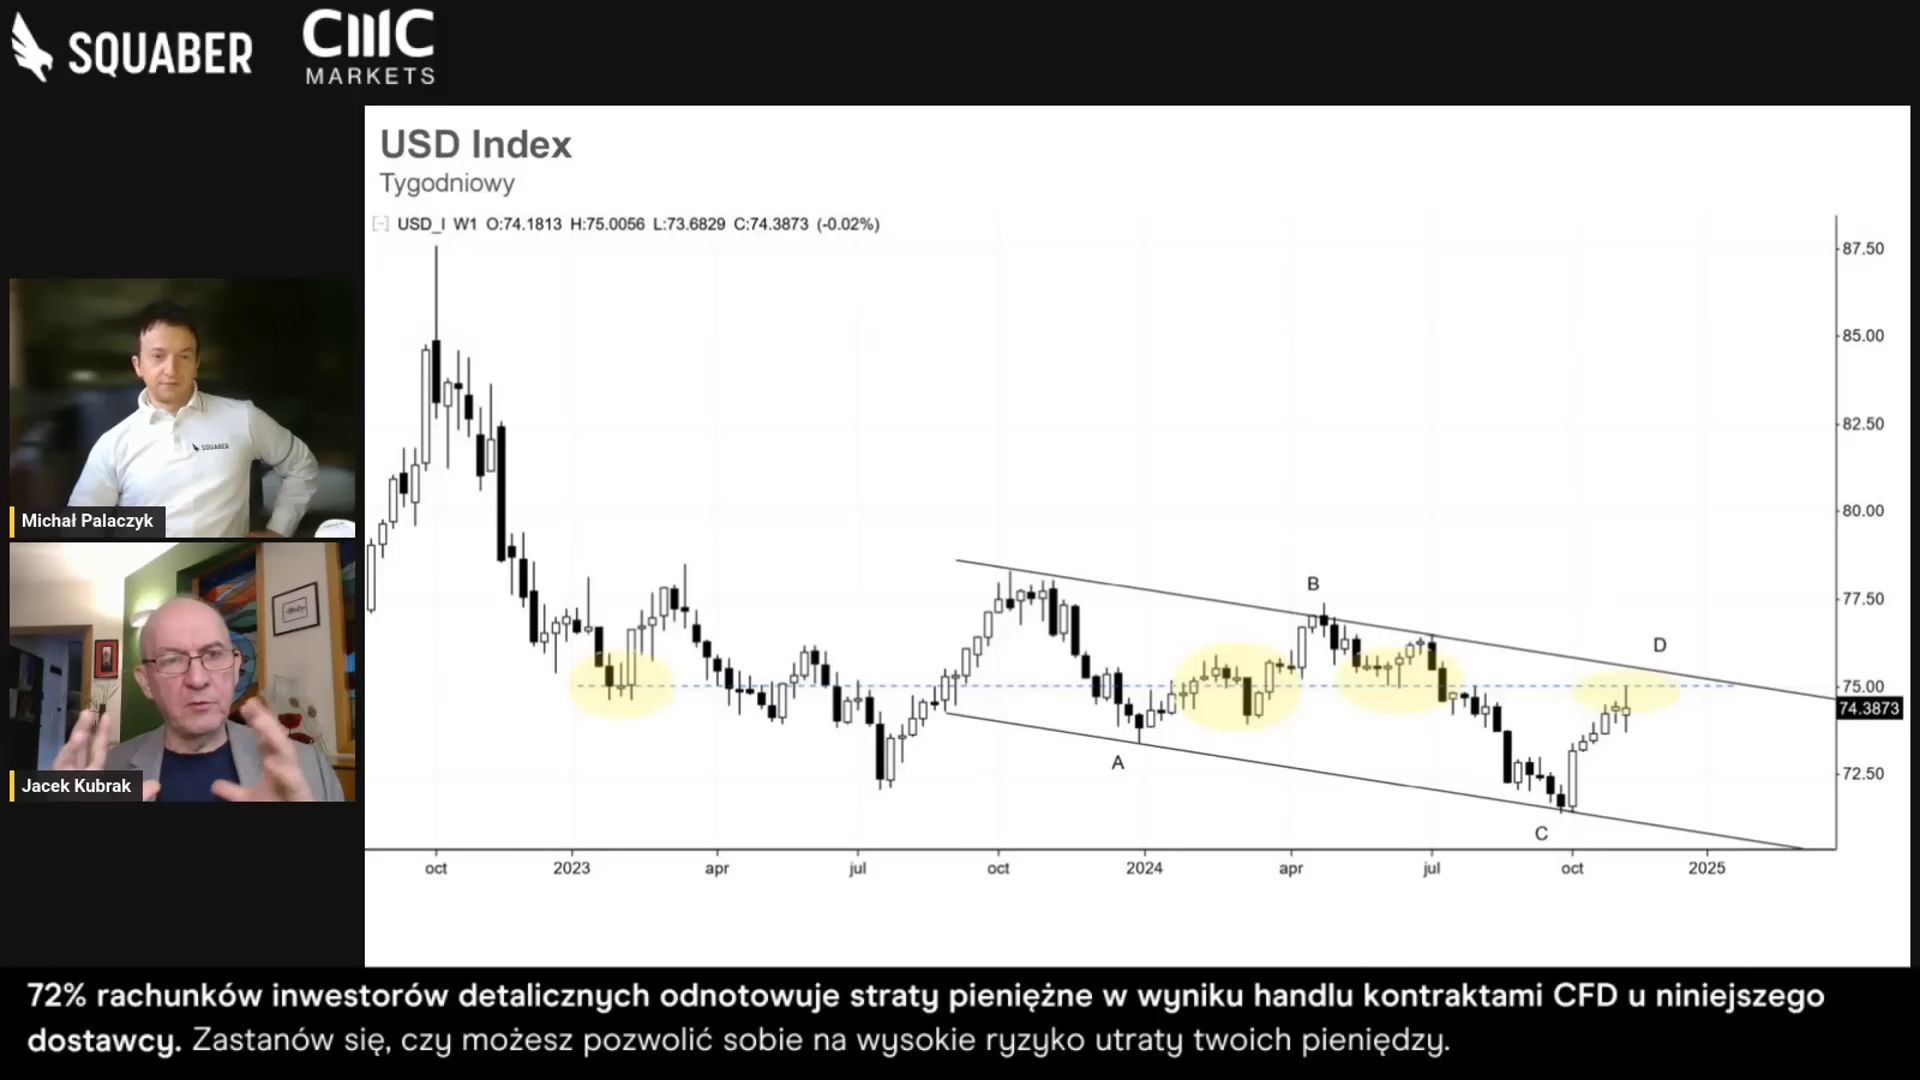 SQUABER
CMC
MARKETS
USD Index
Tygodniowy
USD_I W1 O:74.1813 H:75.0056 L:73.6829 C:74.3873 (-0.02%)
87.50
85.00
82.50
80.00
77.50
75.00
74.3873
72.50
B
D
A
C
oct 2023 apr jul oct 2024 apr jul oct 2025
SQUABER
Michał Palaczyk
Jacek Kubrak
72% rachunków inwestorów detalicznych odnotowuje straty pieniężne w wyniku handlu kontraktami CFD u niniejszego
dostawcy. Zastanów się, czy możesz pozwolić sobie na wysokie ryzyko utraty twoich pieniędzy.